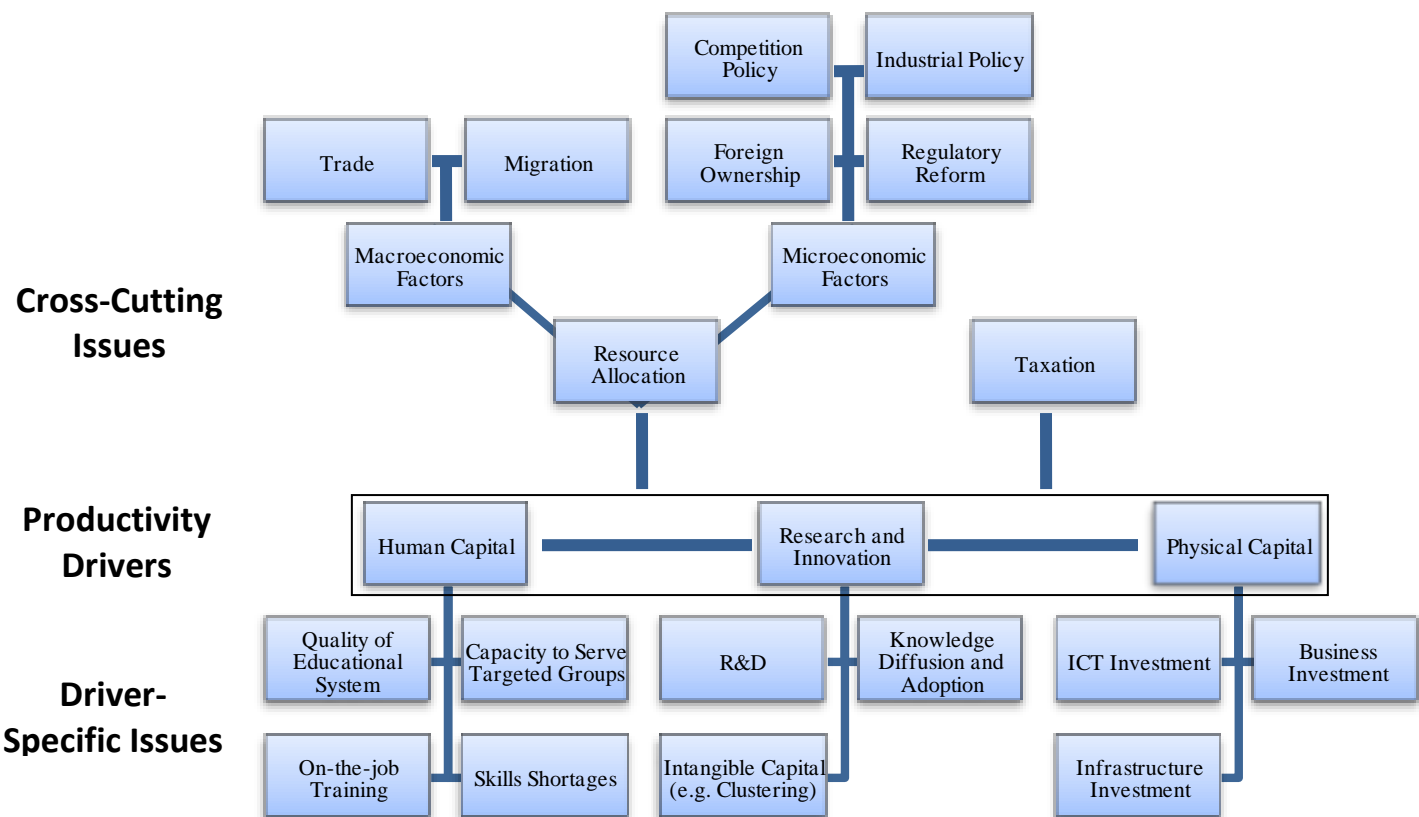 Competition
Policy
Industrial Policy
Trade
Migration
Foreign
Ownership
Regulatory
Reform
Macroeconomic
Factors
Microeconomic
Factors
Cross-Cutting
Issues
Resource
Allocation
Taxation
Productivity
Drivers
Human Capital
Research and
Innovation
Physical Capital
Driver-
Specific Issues
Quality of
Educational
System
Capacity to Serve
Targeted Groups
R&D
Knowledge
Diffusion and
Adoption
ICT Investment
Business
Investment
On-the-job
Training
Skills Shortages
Intangible Capital
(e.g. Clustering)
Infrastructure
Investment